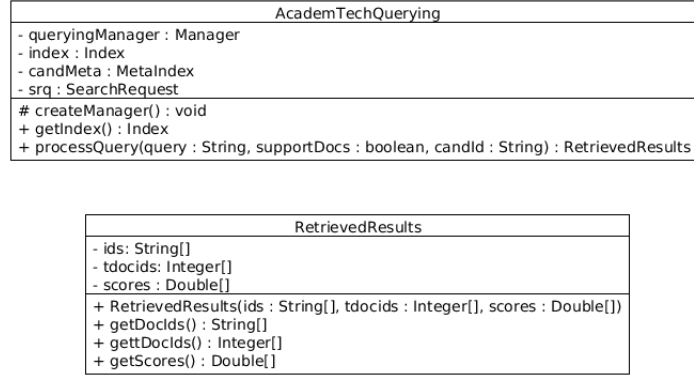 AcademTechQuerying
- queryingManager : Manager
- index : Index
- candMeta : MetaIndex
- srq : SearchRequest
# createManager() : void
+ getIndex() : Index
+ processQuery(query : String, supportDocs : boolean, candId : String) : RetrievedResults
RetrievedResults
- ids: String[]
- tdocids: Integer[]
- scores : Double[]
+ RetrievedResults(ids : String[], tdocids : Integer[], scores : Double[])
+ getDocIds() : String[]
+ gettDocIds() : Integer[]
+ getScores() : Double[]